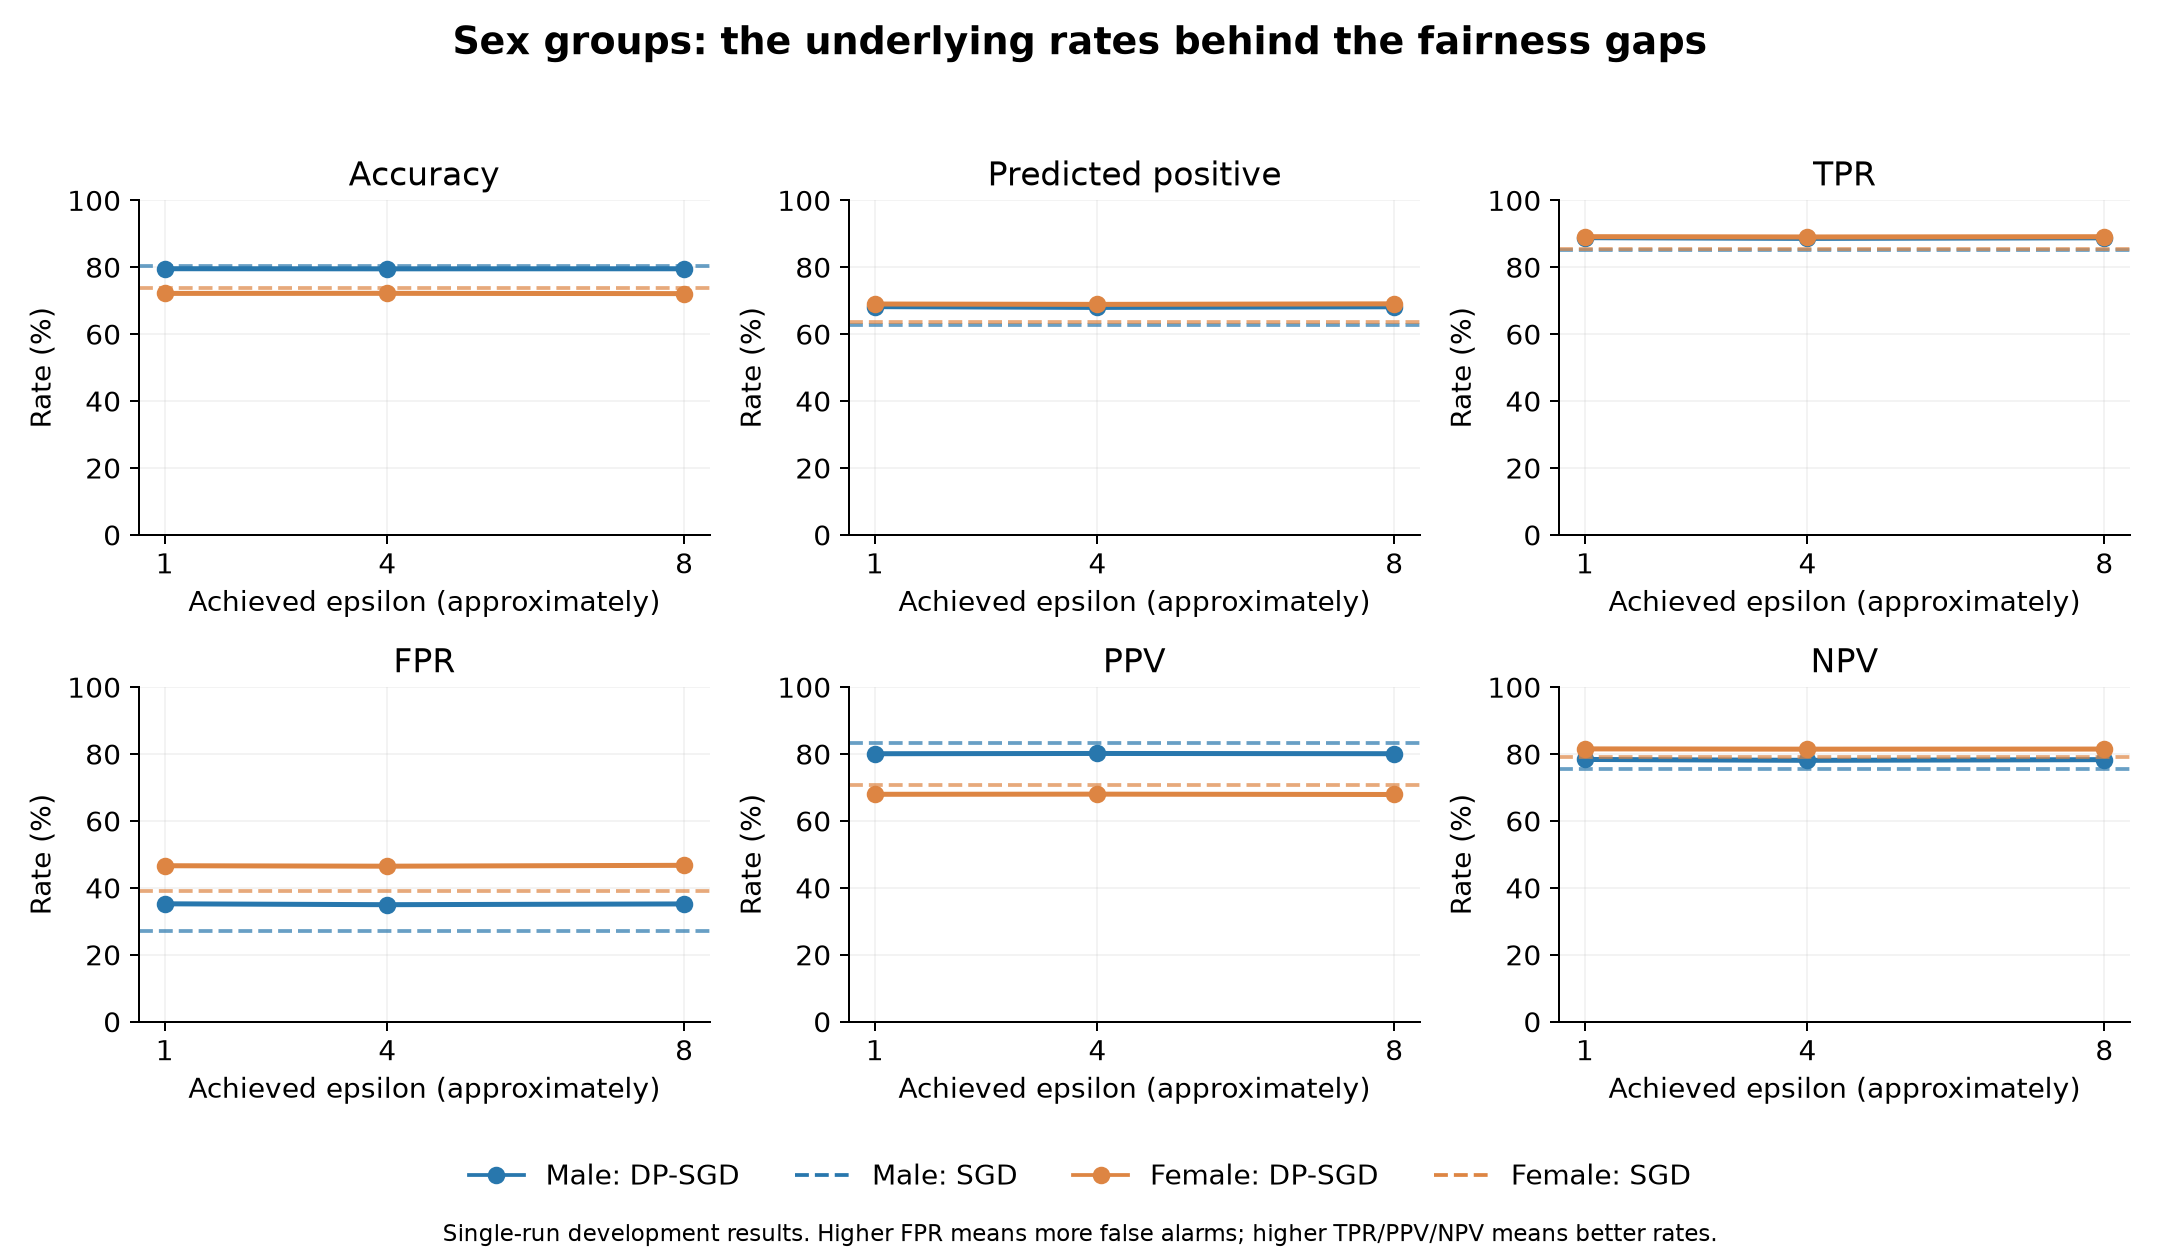 Sex groups: the underlying rates behind the fairness gaps
Accuracy
Rate (%)
100
80
60
40
20
0
1 4 8
Achieved epsilon (approximately)
Predicted positive
Rate (%)
100
80
60
40
20
0
1 4 8
Achieved epsilon (approximately)
TPR
Rate (%)
100
80
60
40
20
0
1 4 8
Achieved epsilon (approximately)
FPR
Rate (%)
100
80
60
40
20
0
1 4 8
Achieved epsilon (approximately)
PPV
Rate (%)
100
80
60
40
20
0
1 4 8
Achieved epsilon (approximately)
NPV
Rate (%)
100
80
60
40
20
0
1 4 8
Achieved epsilon (approximately)
Male: DP-SGD Male: SGD Female: DP-SGD Female: SGD
Single-run development results. Higher FPR means more false alarms; higher TPR/PPV/NPV means better rates.